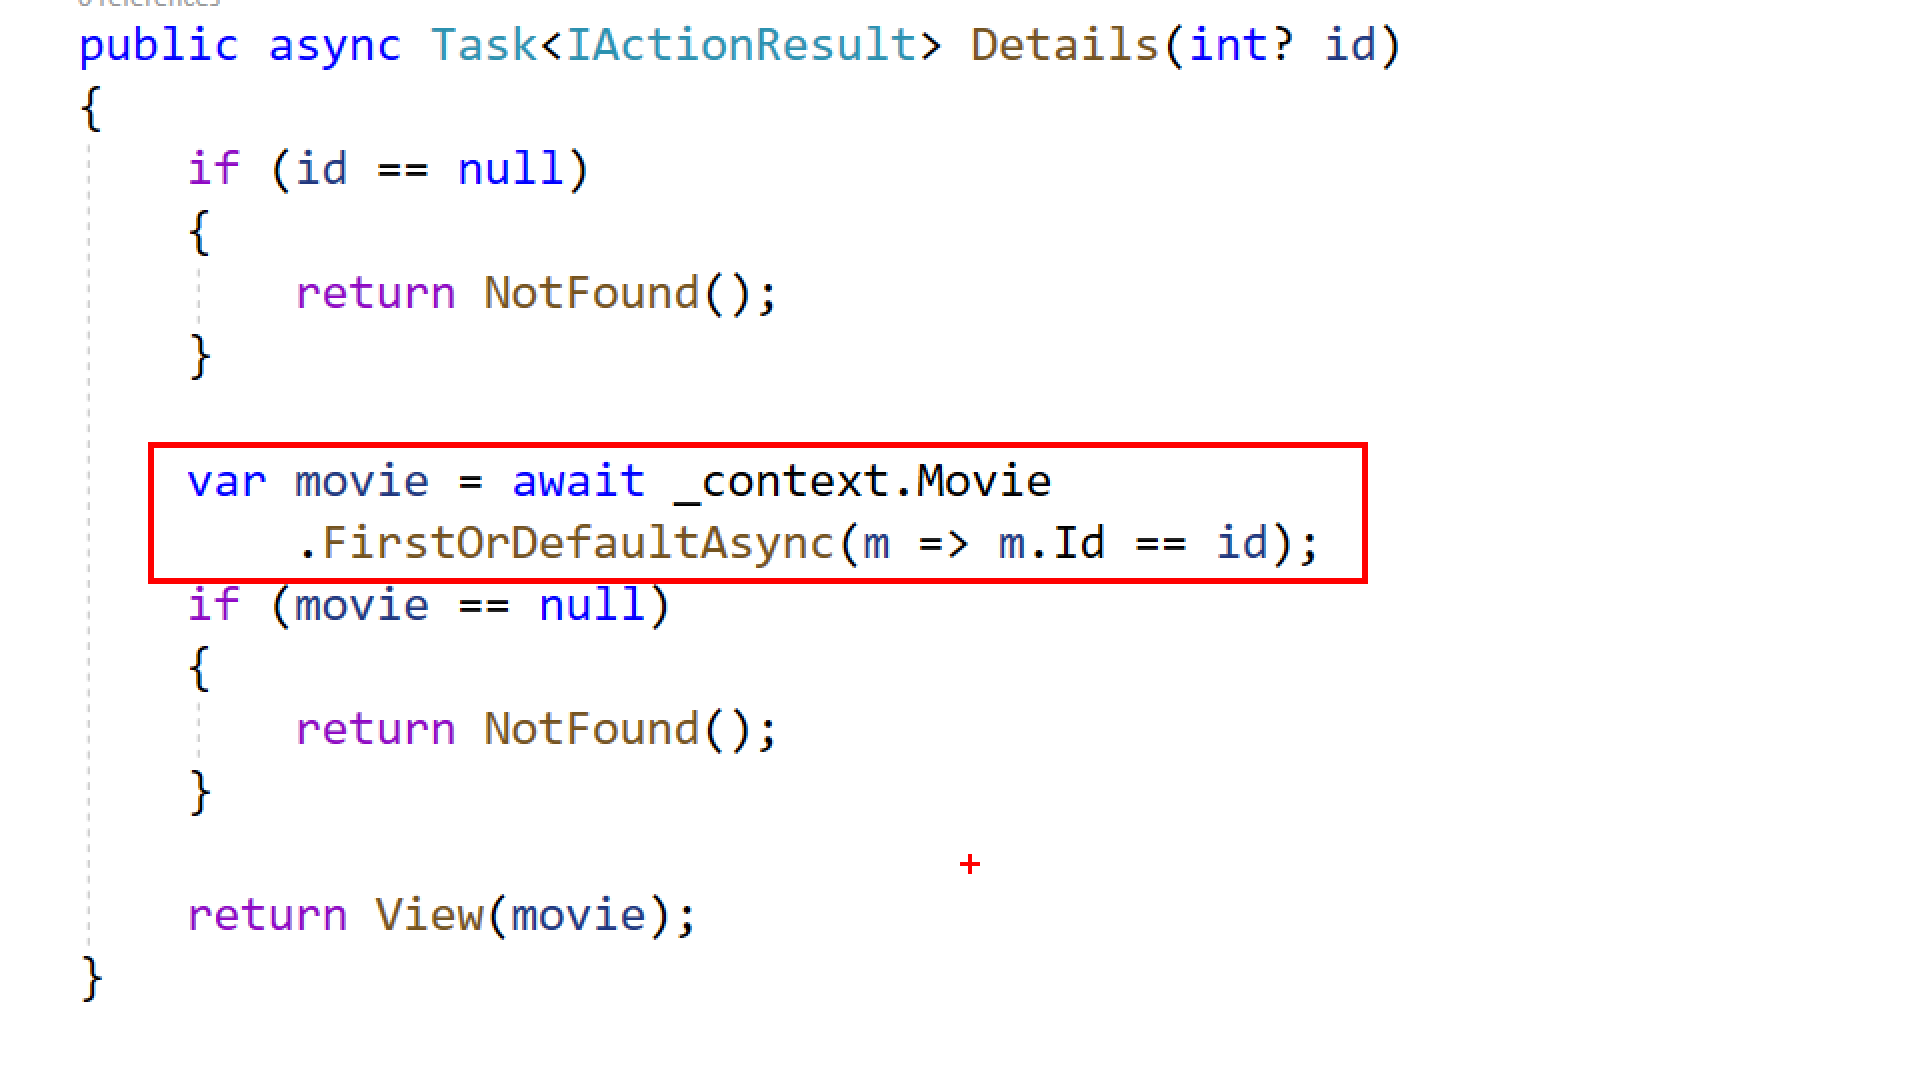 public async Task<IActionResult> Details(int? id)
{
if (id == null)
{
return NotFound();
}
var movie = await _context.Movie
.FirstOrDefaultAsync(m => m.Id == id);
if (movie == null)
{
return NotFound();
}
return View(movie);
}